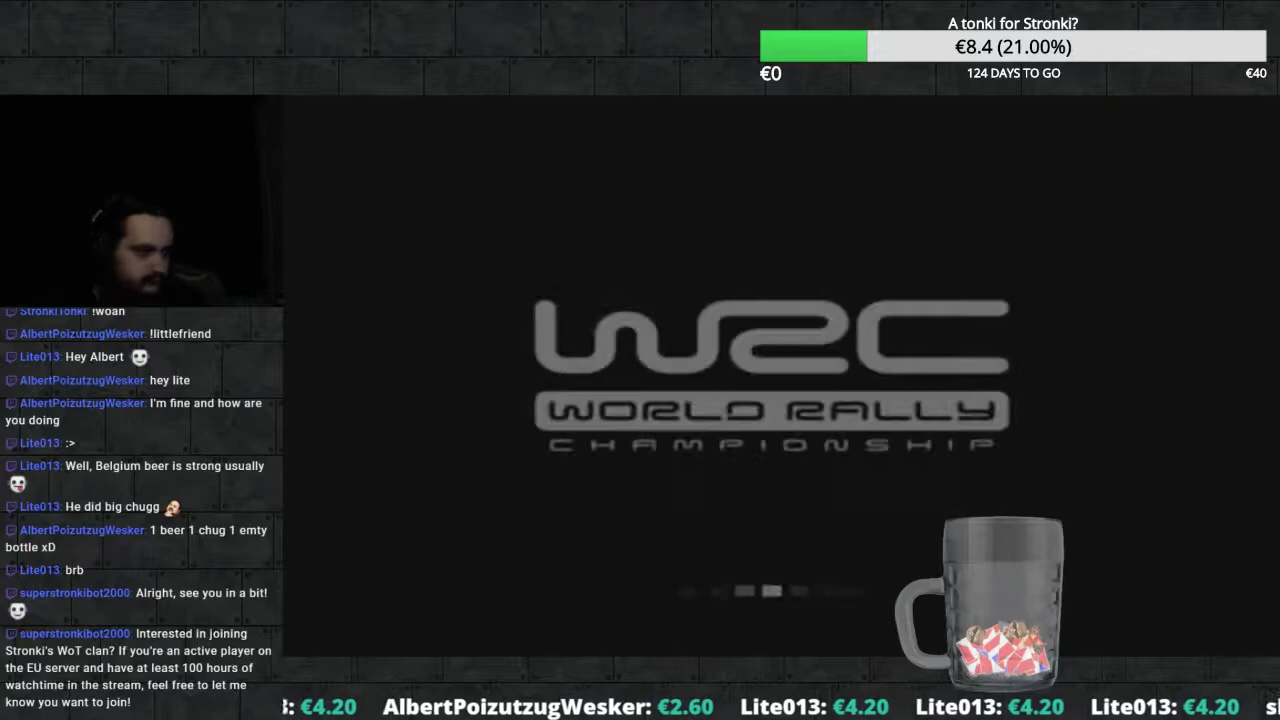 A tonki for Stronki?
€8.4 (21.00%)
€0
124 DAYS TO GO
€40
StronkiTonki: !woah
AlbertPoizutzugWesker: !littlefriend
Lite013: Hey Albert
AlbertPoizutzugWesker: hey lite
AlbertPoizutzugWesker: I'm fine and how are
you doing
Lite013: :>
Lite013: Well, Belgium beer is strong usually
Lite013: He did big chugg
AlbertPoizutzugWesker: 1 beer 1 chug 1 emty
bottle xD
Lite013: brb
superstronkibot2000: Alright, see you in a bit!
superstronkibot2000: Interested in joining
Stronki's WoT clan? If you're an active player on
the EU server and have at least 100 hours of
watchtime in the stream, feel free to let me
know you want to join!
WRC
WORLD RALLY
CHAMPIONSHIP
: €4.20 AlbertPoizutzugWesker: €2.60 Lite013: €4.20 Lite013: €4.20 Lite013: €4.20